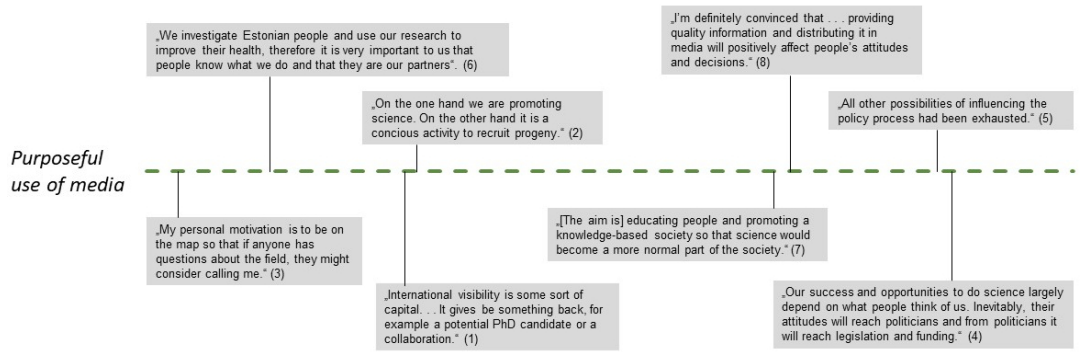 „We investigate Estonian people and use our research to
improve their health, therefore it is very important to us that
people know what we do and that they are our partners“. (6)
„I’m definitely convinced that . . . providing
quality information and distributing it in
media will positively affect people’s attitudes
and decisions.“ (8)
„On the one hand we are promoting
science. On the other hand it is a
concious activity to recruit progeny.“ (2)
„All other possibilities of influencing the
policy process had been exhausted.“ (5)
Purposeful
use of media
„My personal motivation is to be on
the map so that if anyone has
questions about the field, they might
consider calling me.“ (3)
„[The aim is] educating people and promoting a
knowledge-based society so that science would
become a more normal part of the society.“ (7)
„International visibility is some sort of
capital. . . It gives be something back, for
example a potential PhD candidate or a
collaboration.“ (1)
„Our success and opportunities to do science largely
depend on what people think of us. Inevitably, their
attitudes will reach politicians and from politicians it
will reach legislation and funding.“ (4)